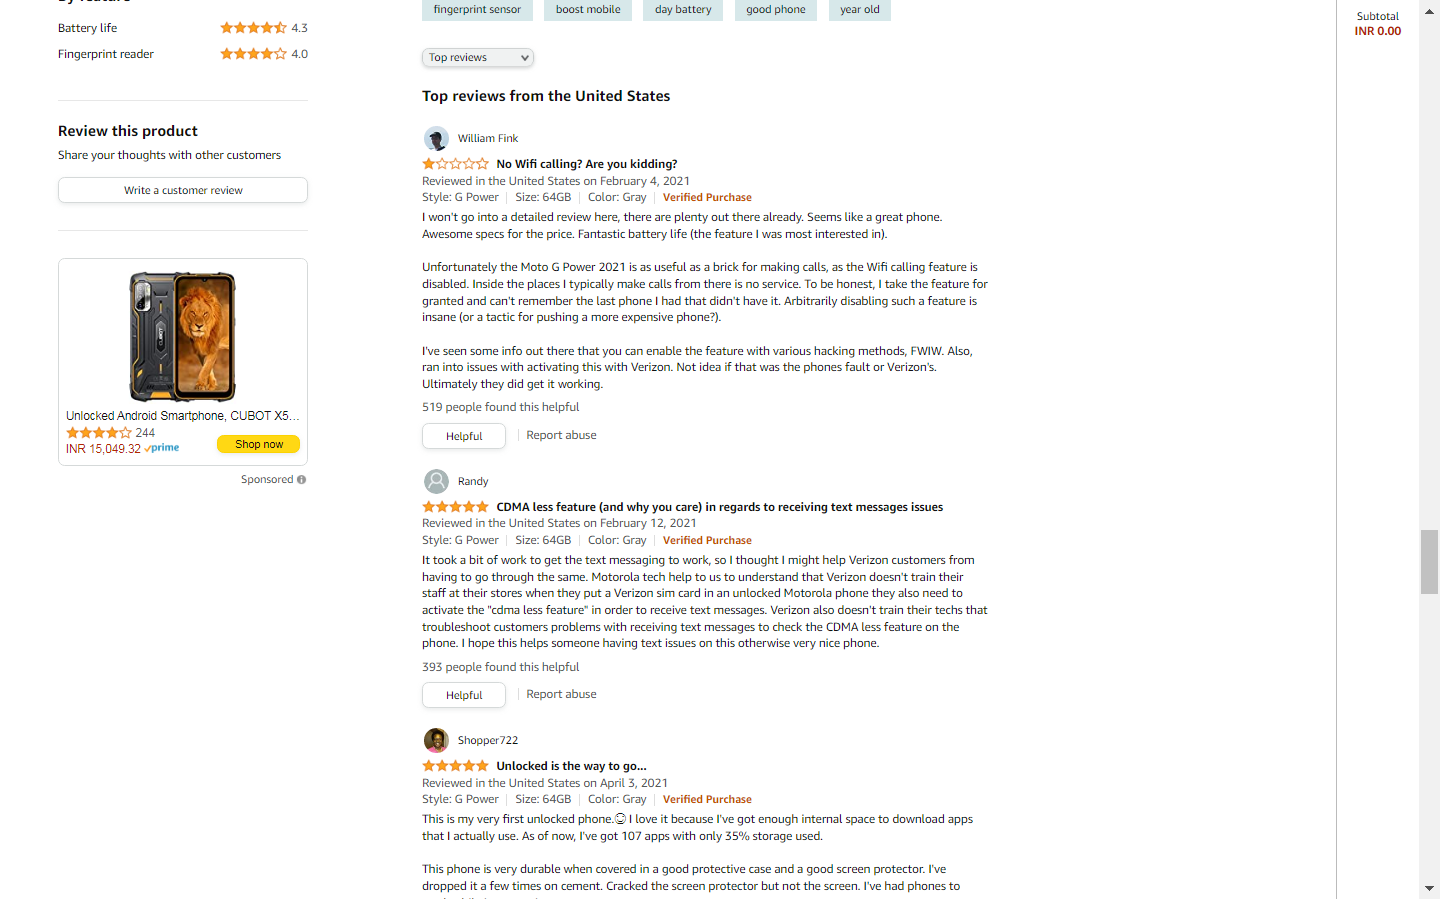 Battery life 4.3
Fingerprint reader 4.0
Review this product
Share your thoughts with other customers
Write a customer review
CUBOT
Unlocked Android Smartphone, CUBOT X5...
244
INR 15,049.32 prime
Shop now
Sponsored
fingerprint sensor boost mobile day battery good phone year old
Top reviews
Top reviews from the United States
William Fink
No Wifi calling? Are you kidding?
Reviewed in the United States on February 4, 2021
Style: G Power Size: 64GB Color: Gray Verified Purchase
I won't go into a detailed review here, there are plenty out there already. Seems like a great phone.
Awesome specs for the price. Fantastic battery life (the feature I was most interested in).
Unfortunately the Moto G Power 2021 is as useful as a brick for making calls, as the Wifi calling feature is
disabled. Inside the places I typically make calls from there is no service. To be honest, I take the feature for
granted and can't remember the last phone I had that didn't have it. Arbitrarily disabling such a feature is
insane (or a tactic for pushing a more expensive phone?).
I've seen some info out there that you can enable the feature with various hacking methods, FWIW. Also,
ran into issues with activating this with Verizon. Not idea if that was the phones fault or Verizon's.
Ultimately they did get it working.
519 people found this helpful
Helpful Report abuse
Randy
CDMA less feature (and why you care) in regards to receiving text messages issues
Reviewed in the United States on February 12, 2021
Style: G Power Size: 64GB Color: Gray Verified Purchase
It took a bit of work to get the text messaging to work, so I thought I might help Verizon customers from
having to go through the same. Motorola tech help to us to understand that Verizon doesn't train their
staff at their stores when they put a Verizon sim card in an unlocked Motorola phone they also need to
activate the "cdma less feature" in order to receive text messages. Verizon also doesn't train their techs that
troubleshoot customers problems with receiving text messages to check the CDMA less feature on the
phone. I hope this helps someone having text issues on this otherwise very nice phone.
393 people found this helpful
Helpful Report abuse
Shopper722
Unlocked is the way to go...
Reviewed in the United States on April 3, 2021
Style: G Power Size: 64GB Color: Gray Verified Purchase
This is my very first unlocked phone. I love it because I've got enough internal space to download apps
that I actually use. As of now, I've got 107 apps with only 35% storage used.
This phone is very durable when covered in a good protective case and a good screen protector. I've
dropped it a few times on cement. Cracked the screen protector but not the screen. I've had phones to
Subtotal
INR 0.00